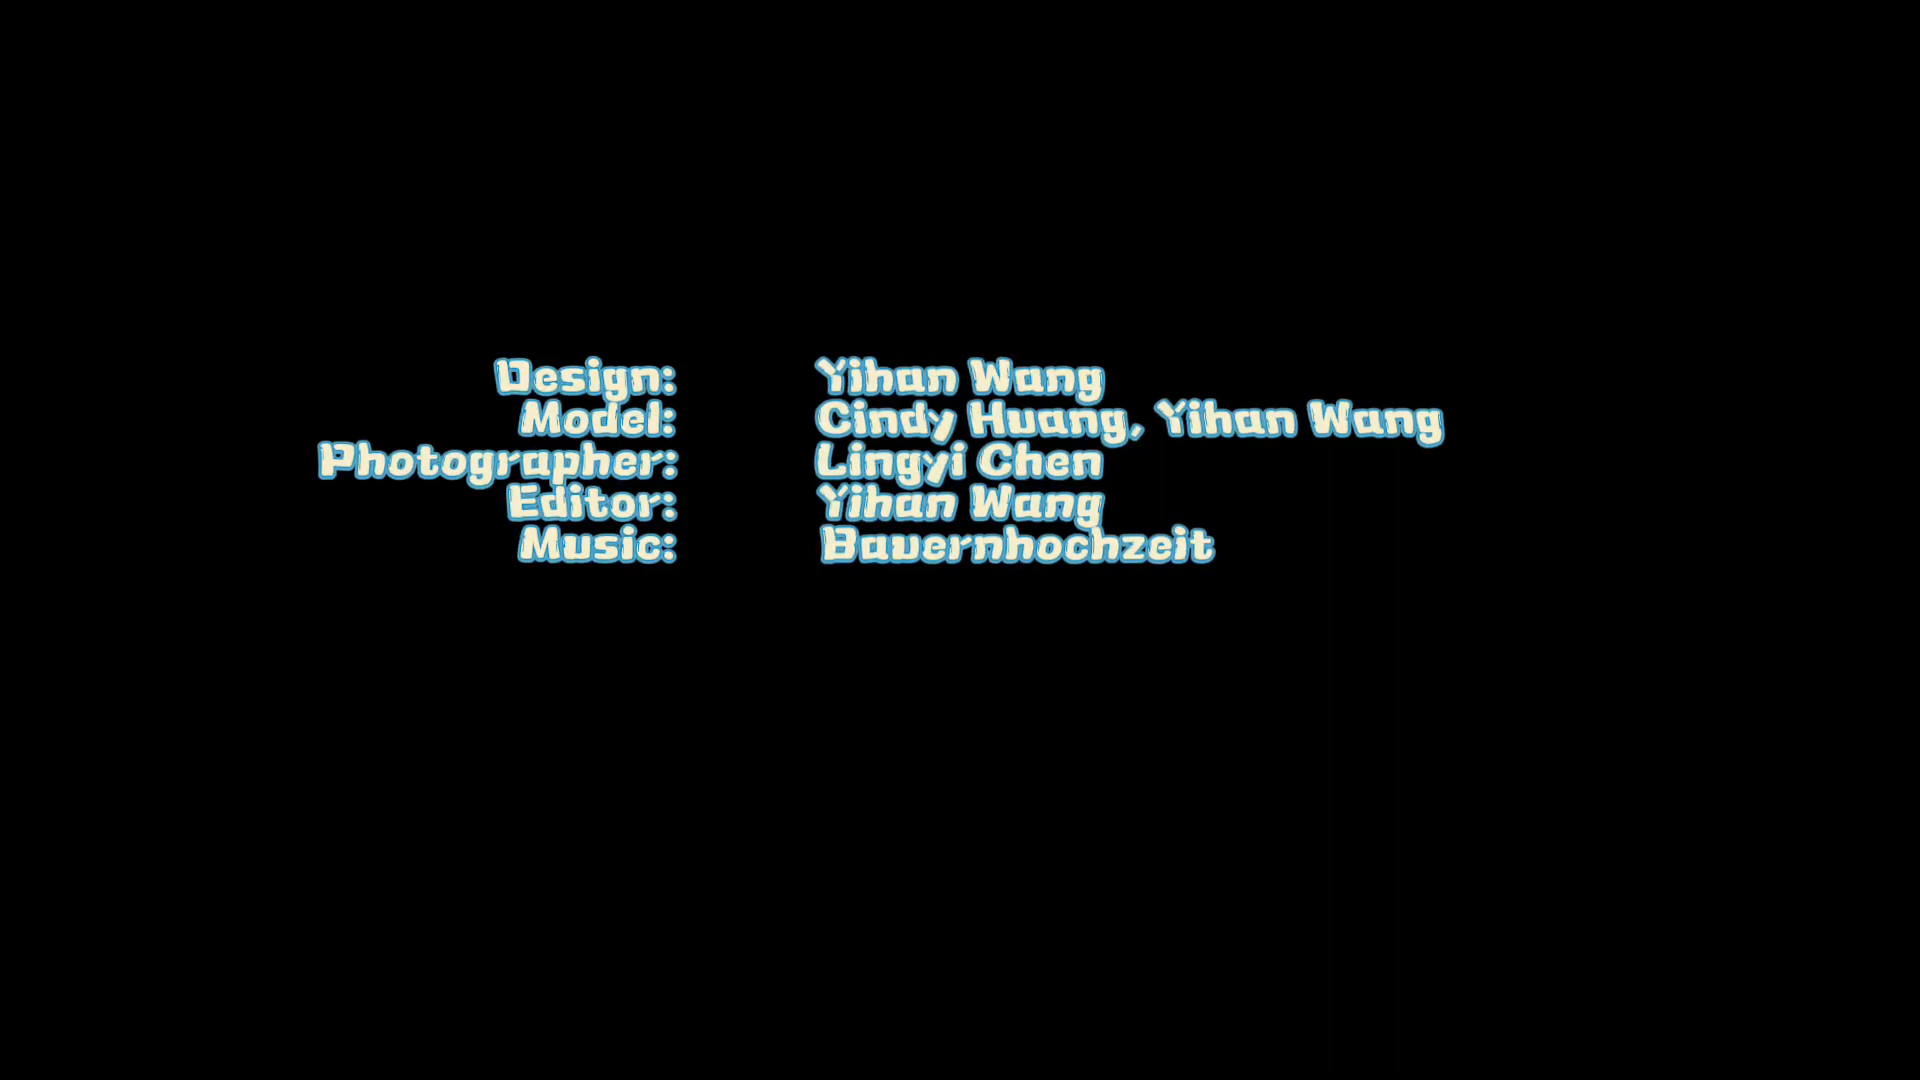 Design: Yihan Wang
Model: Cindy Huang, Yihan Wang
Photographer: Lingyi Chen
Editor: Yihan Wang
Music: Bauernhochzeit